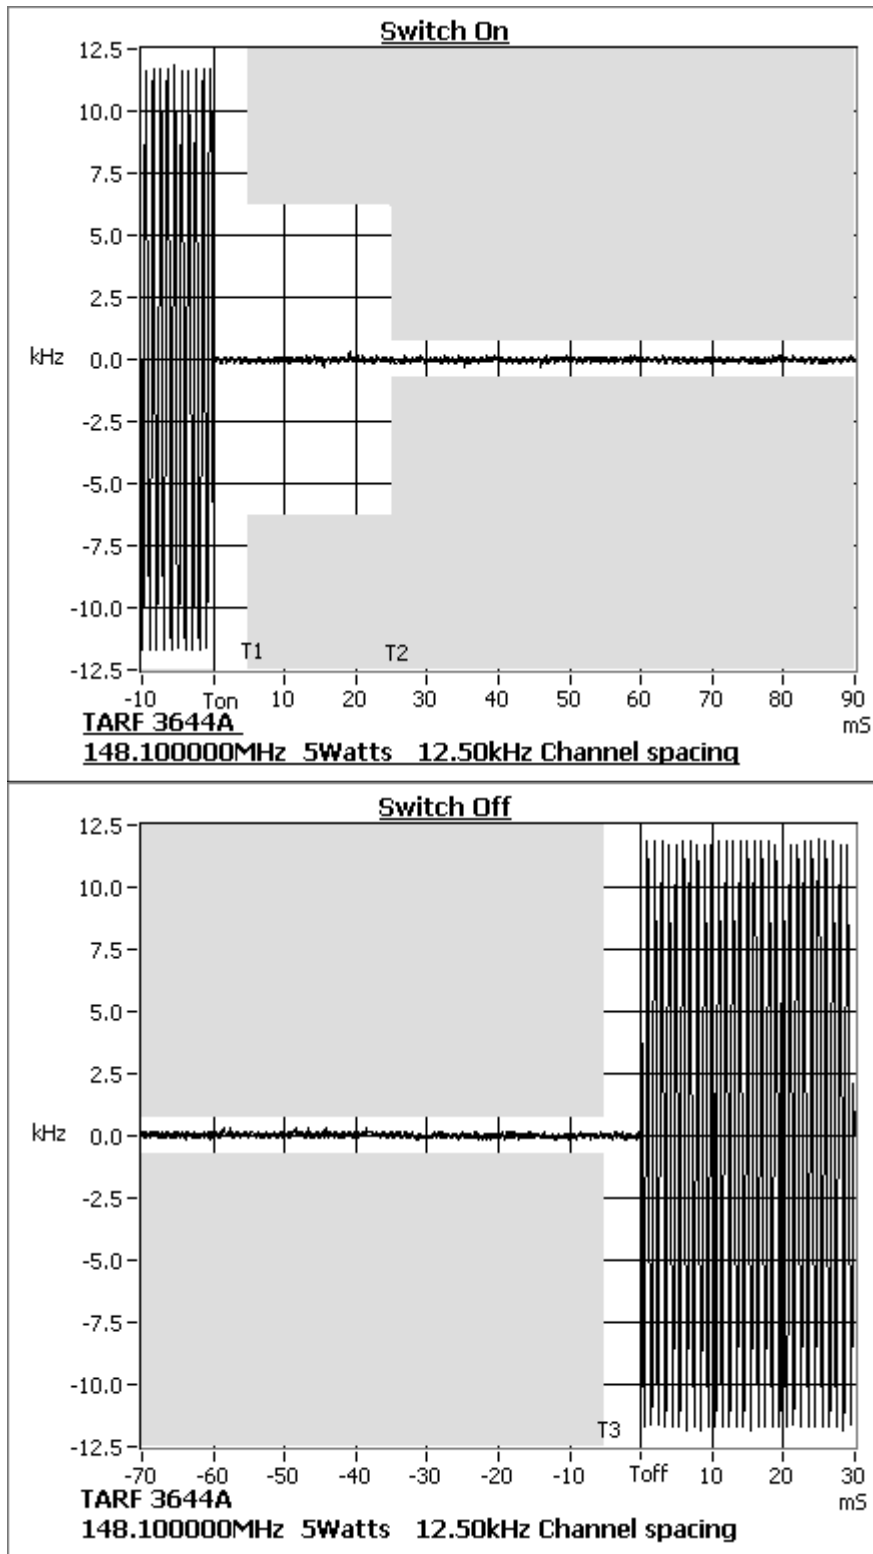 Switch On
12.5
10.0
7.5
5.0
2.5
kHz 0.0
-2.5
-5.0
-7.5
-10.0
T1 T2
-12.5
-10 Ton 10 20 30 40 50 60 70 80 90
mS
TARF 3644A
148.100000MHz 5Watts 12.50kHz Channel spacing
Switch Off
12.5
10.0
7.5
5.0
2.5
kHz 0.0
-2.5
-5.0
-7.5
-10.0
T3
-12.5
-70 -60 -50 -40 -30 -20 -10 Toff 10 20 30
mS
TARF 3644A
148.100000MHz 5Watts 12.50kHz Channel spacing